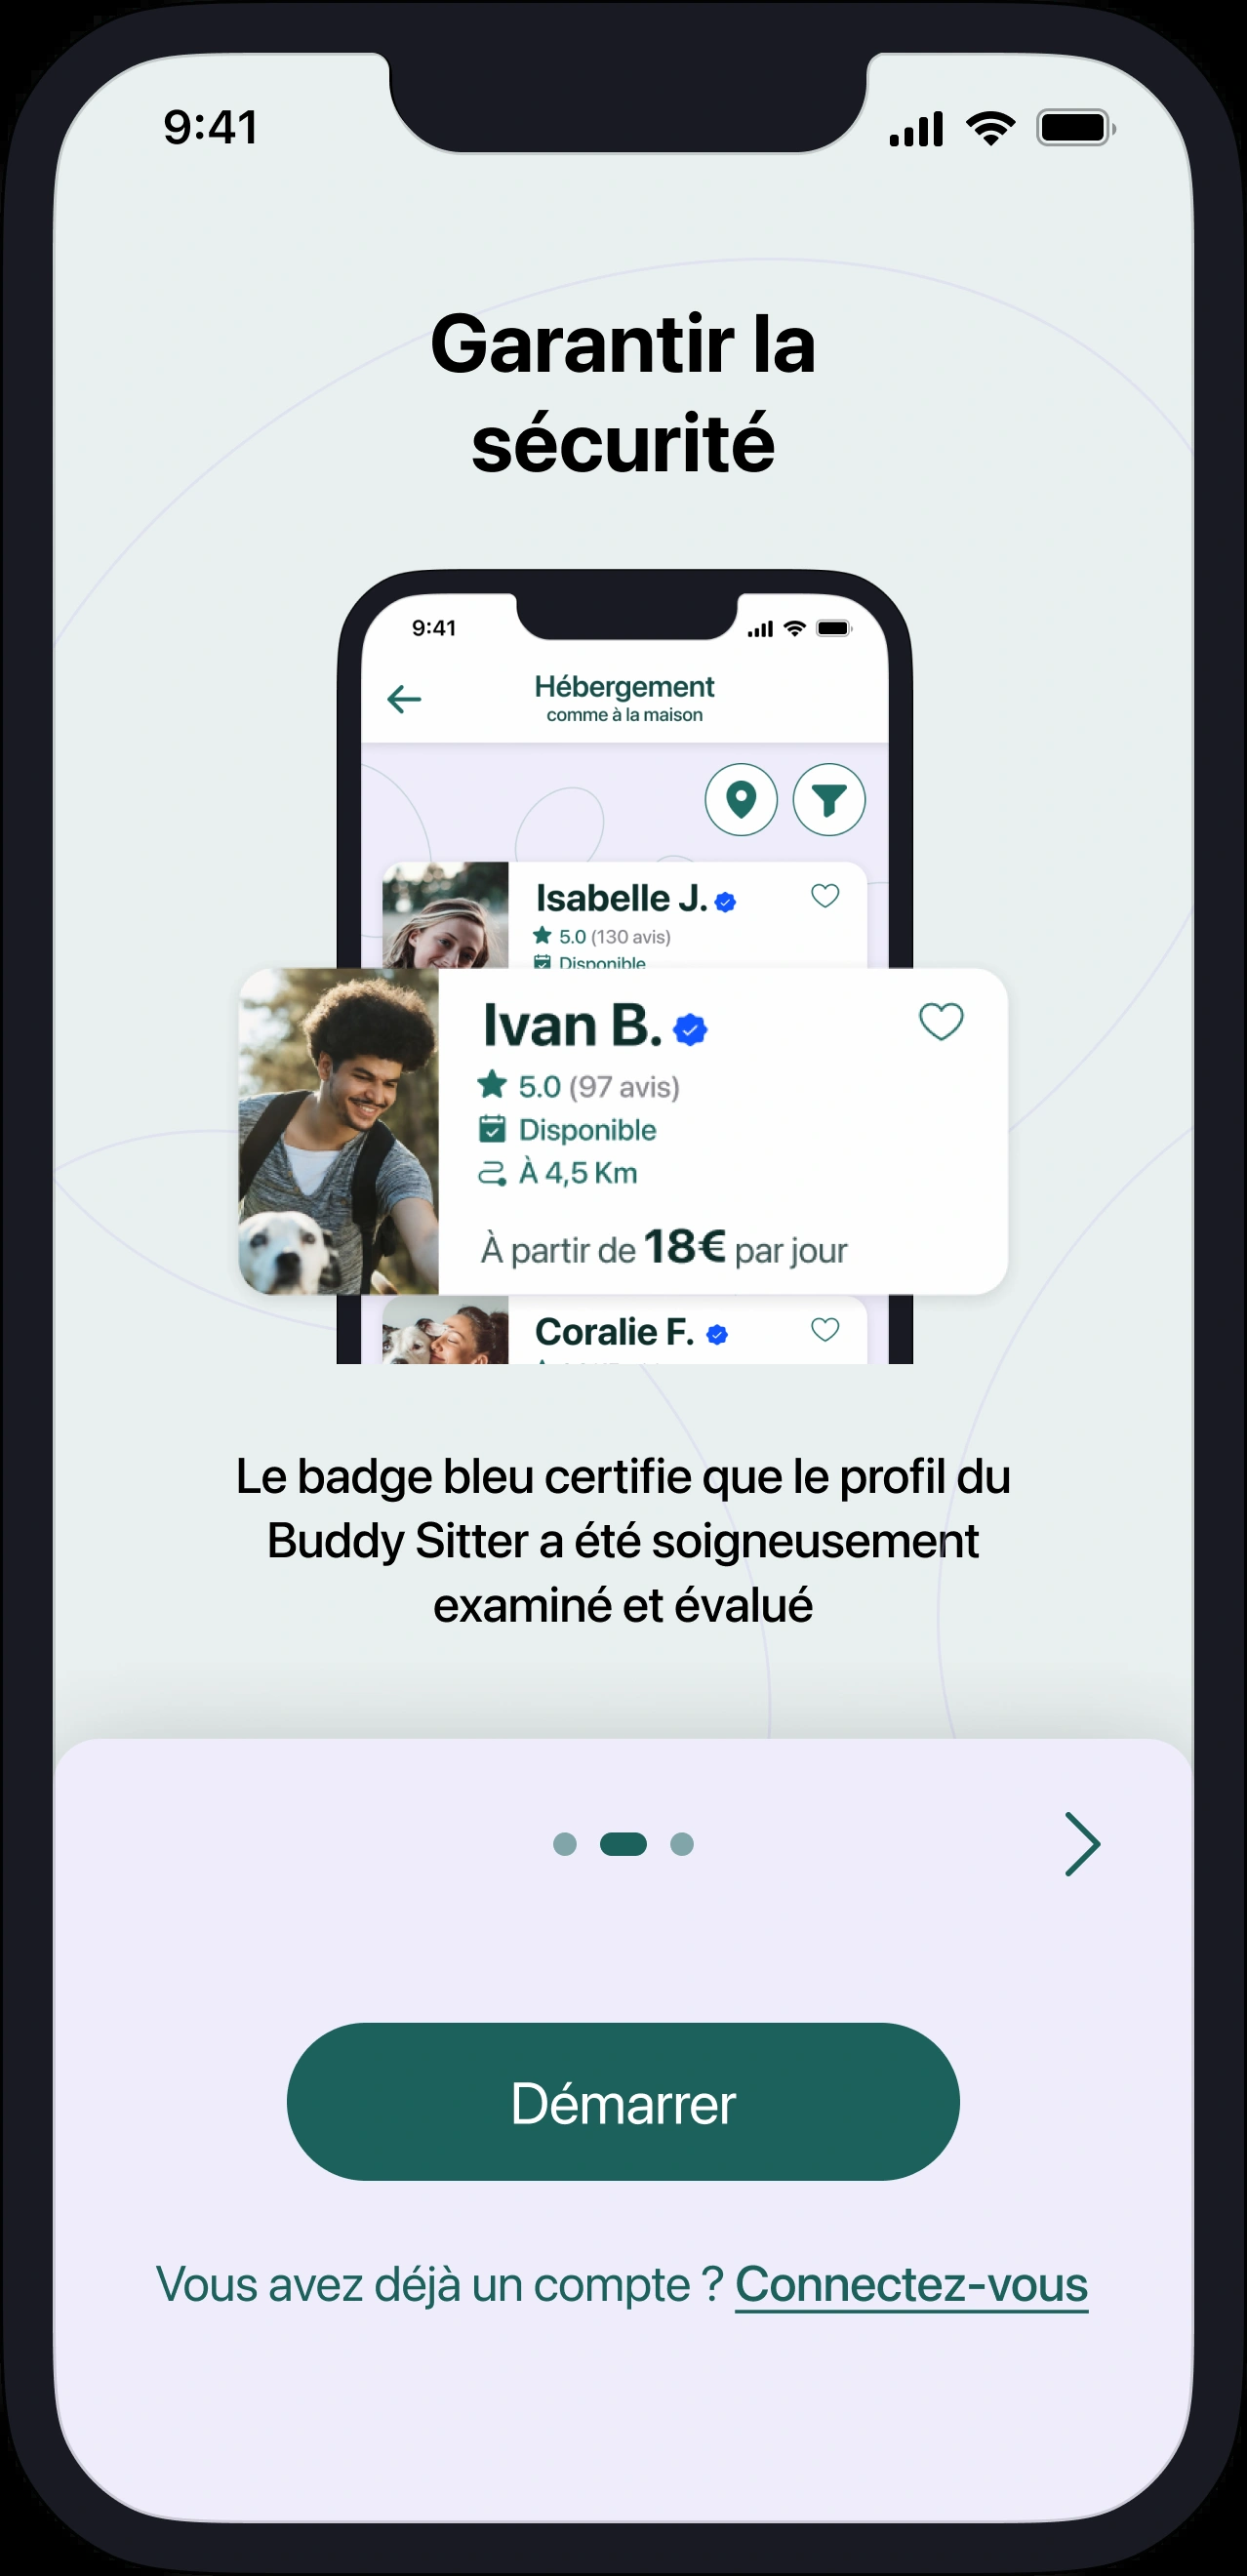 9:41
Garantir la
sécurité
9:41
Hébergement
comme à la maison
Isabelle J.
5.0 (130 avis)
Disponible
Ivan B.
5.0 (97 avis)
Disponible
À 4,5 Km
À partir de 18€ par jour
Coralie F.
Le badge bleu certifie que le profil du
Buddy Sitter a été soigneusement
examiné et évalué
Démarrer
Vous avez déjà un compte ? Connectez-vous